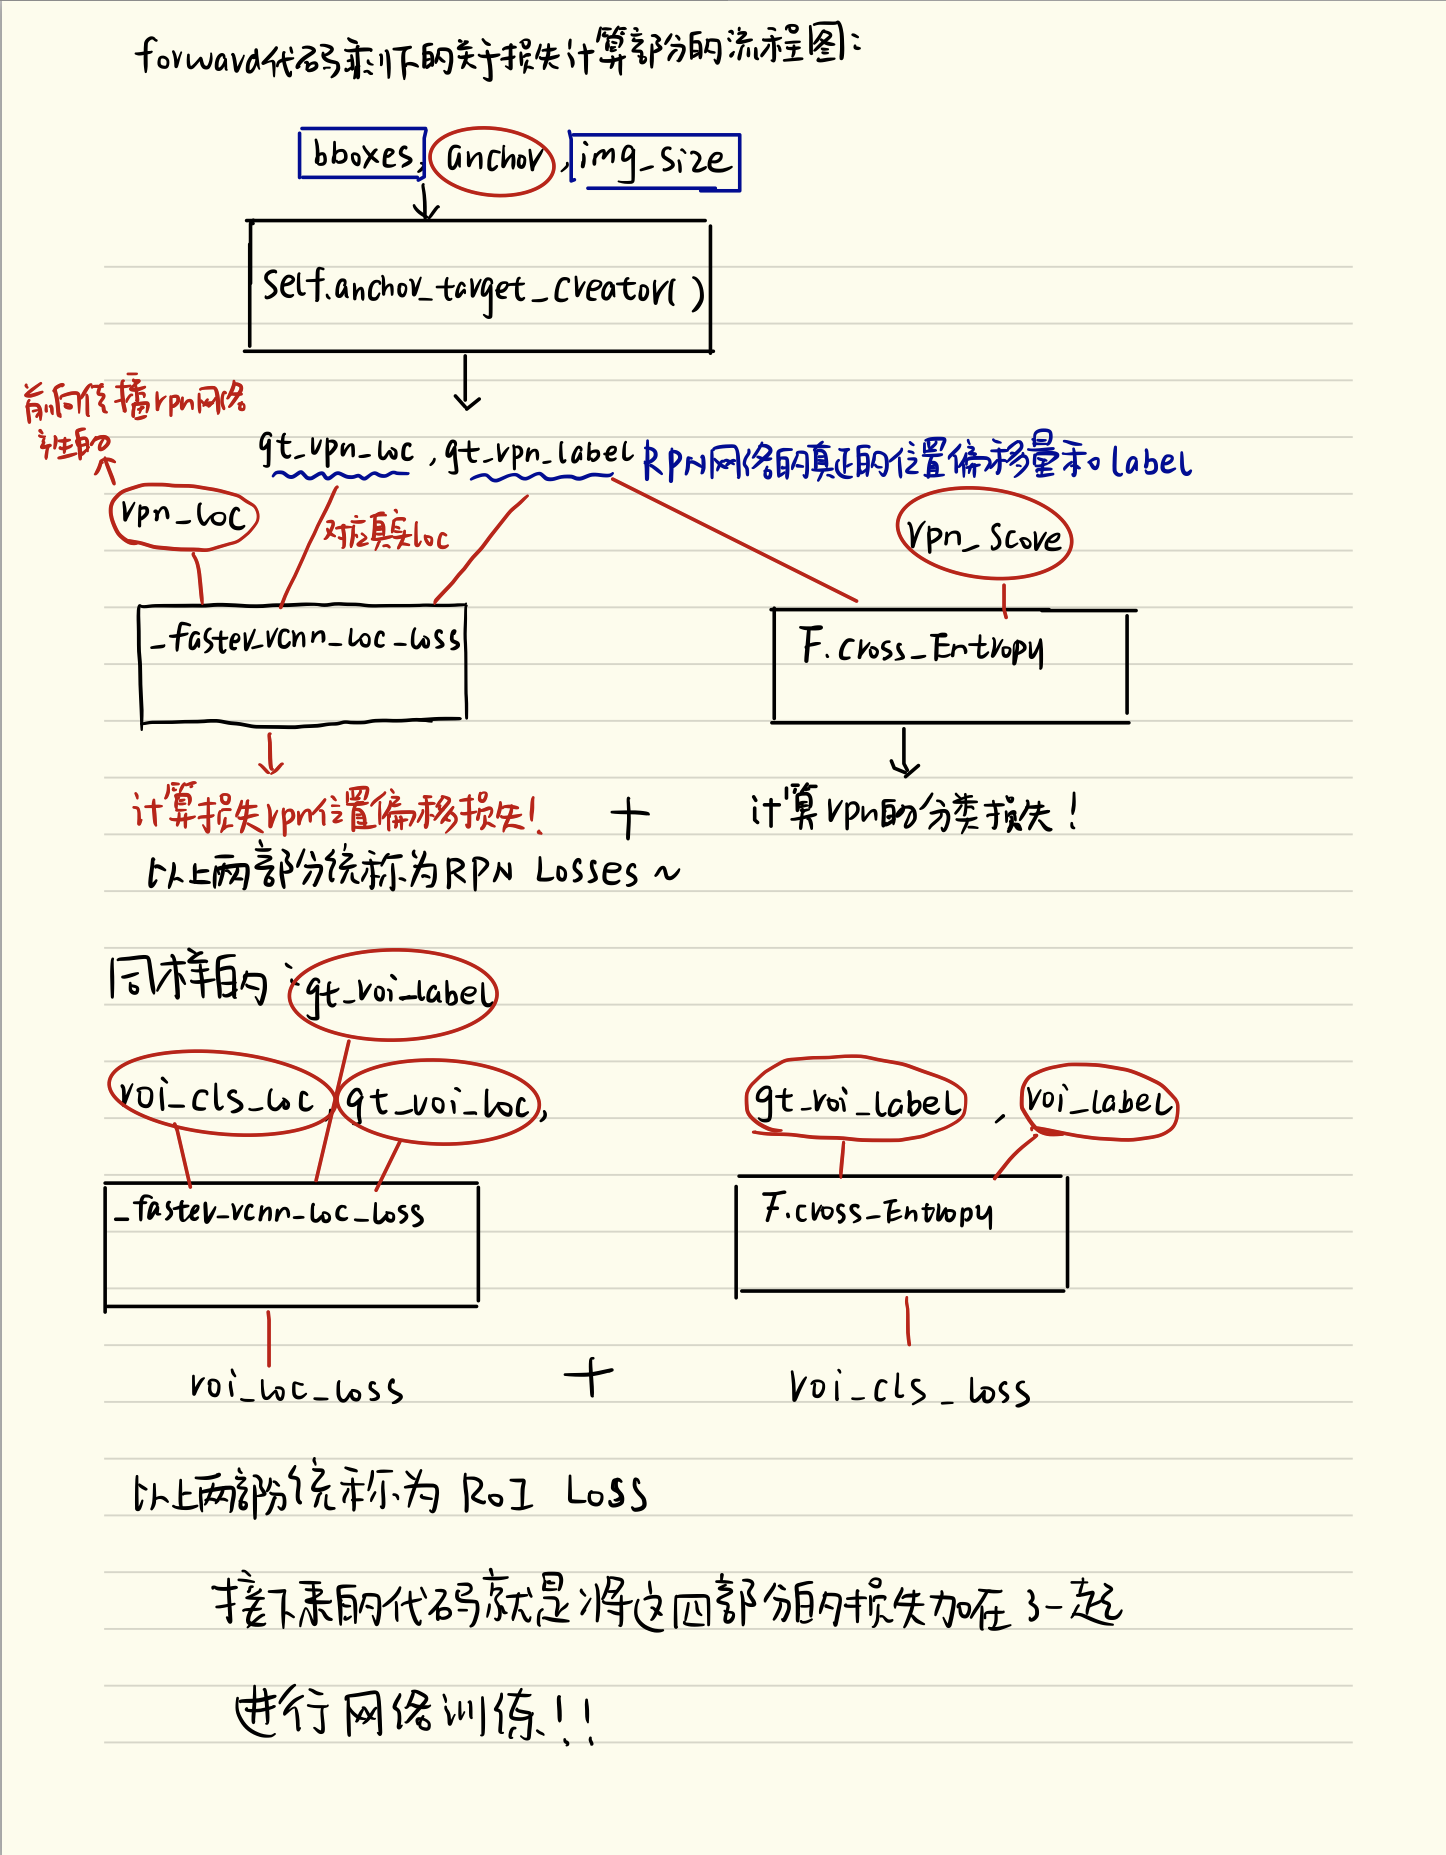 forward代码剩下的关于损失计算部分的流程图：
bboxes, anchor, img_size
self.anchor_target_creator( )
前向传播rpn网络
产生的
gt_rpn_loc, gt_rpn_label RPN网络的真正的位置偏移量和label
rpn_loc
对应真实loc
rpn_score
_faster_rcnn_loc_loss
F.cross_Entropy
计算损失rpn位置偏移损失! + 计算rpn的分类损失!
以上两部分统称为RPN Losses ~
同样的: gt_roi_label
roi_cls_loc, gt_roi_loc,
gt_roi_label, roi_label
_faster_rcnn_loc_loss
F.cross_Entropy
roi_loc_loss + roi_cls_loss
以上两部分统称为 RoI Loss
接下来的代码就是将这四部分的损失加在了一起
进行网络训练!!